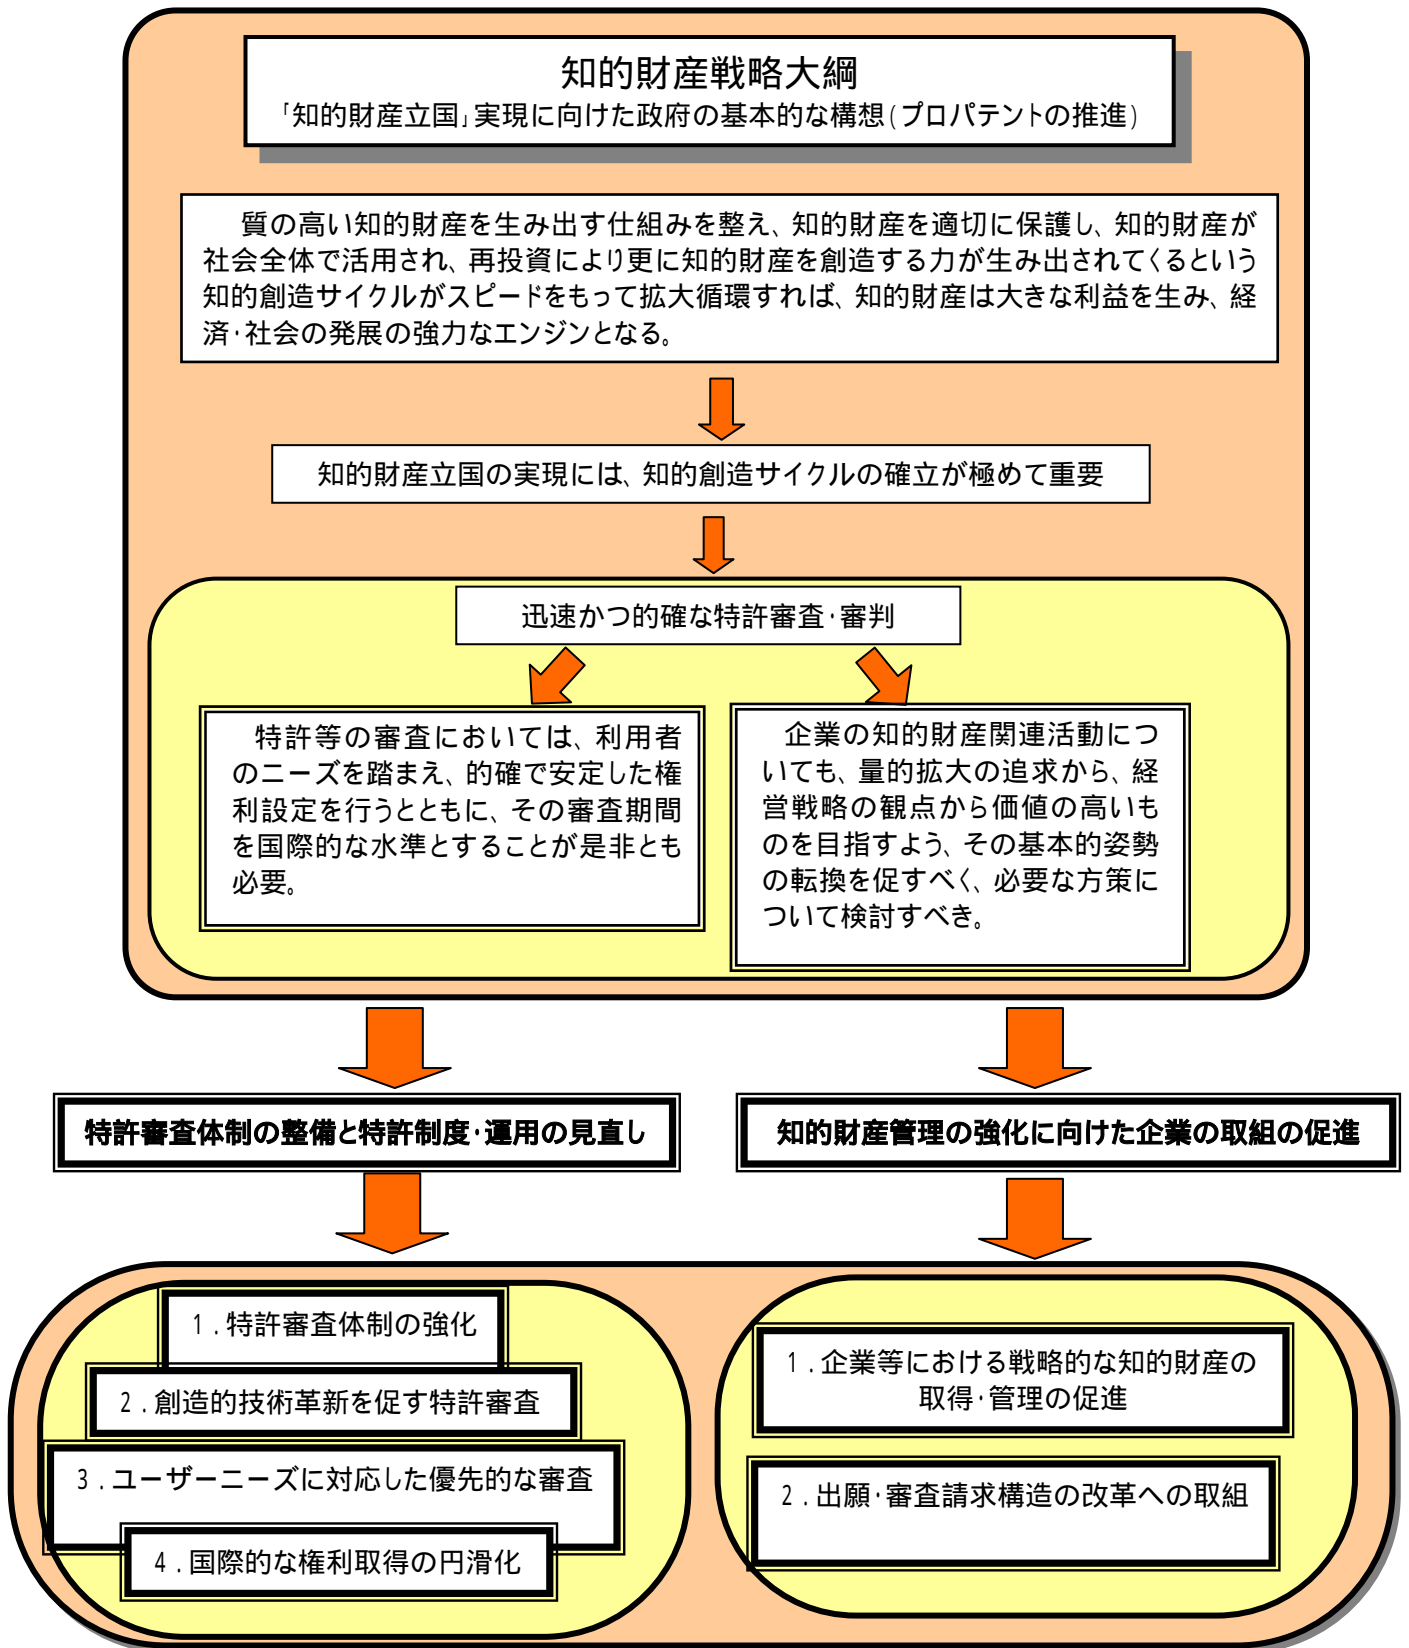 知的財産戦略大綱
「知的財産立国」実現に向けた政府の基本的な構想(プロパテントの推進)
質の高い知的財産を生み出す仕組みを整え、知的財産を適切に保護し、知的財産が
社会全体で活用され、再投資により更に知的財産を創造する力が生み出されてくるという
知的創造サイクルがスピードをもって拡大循環すれば、知的財産は大きな利益を生み、経
済・社会の発展の強力なエンジンとなる。
知的財産立国の実現には、知的創造サイクルの確立が極めて重要
迅速かつ的確な特許審査・審判
特許等の審査においては、利用者
のニーズを踏まえ、的確で安定した権
利設定を行うとともに、その審査期間
を国際的な水準とすることが是非とも
必要。
企業の知的財産関連活動につ
いても、量的拡大の追求から、経
営戦略の観点から価値の高いも
のを目指すよう、その基本的姿勢
の転換を促すべく、必要な方策に
ついて検討すべき。
特許審査体制の整備と特許制度・運用の見直し
知的財産管理の強化に向けた企業の取組の促進
1.特許審査体制の強化
2.創造的技術革新を促す特許審査
3.ユーザーニーズに対応した優先的な審査
4.国際的な権利取得の円滑化
1.企業等における戦略的な知的財産の
取得・管理の促進
2.出願・審査請求構造の改革への取組